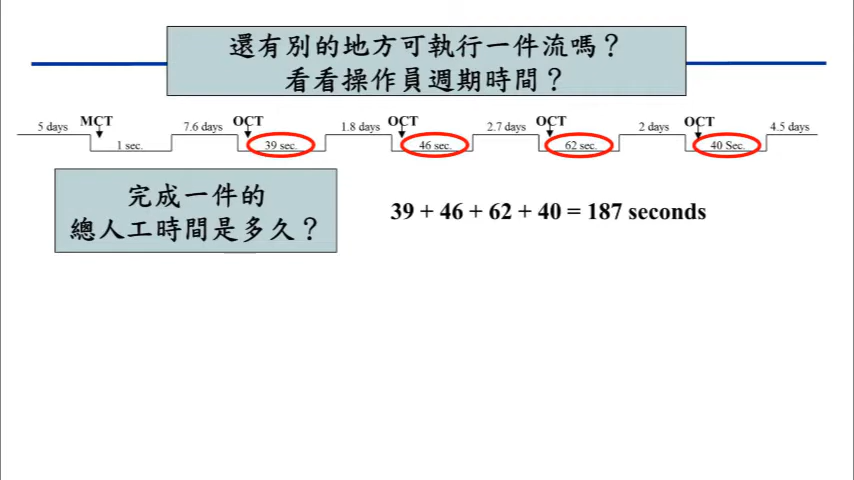 還有別的地方可執行一件流嗎？
看看操作員週期時間？
MCT OCT OCT OCT OCT
5 days 7.6 days 1.8 days 2.7 days 2 days 4.5 days
1 sec. 39 sec. 46 sec. 62 sec. 40 Sec.
完成一件的
總人工時間是多久？
39 + 46 + 62 + 40 = 187 seconds